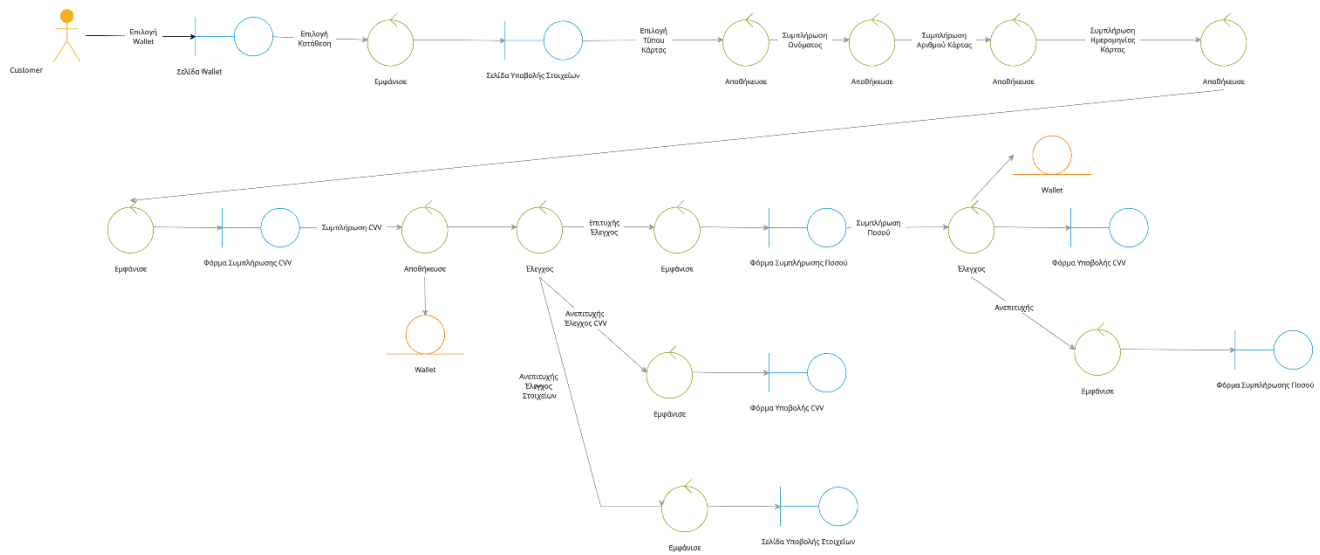 Επιλογή
Wallet
Επιλογή
Κατάθεση
Επιλογή
Τύπου
Κάρτας
Συμπλήρωση
Ονόματος
Συμπλήρωση
Αριθμού Κάρτας
Συμπλήρωση
Ημερομηνίας
Κάρτας
Customer
Σελίδα Wallet
Εμφάνισε
Σελίδα Υποβολής Στοιχείων
Αποθήκευσε
Αποθήκευσε
Αποθήκευσε
Αποθήκευσε
Wallet
Συμπλήρωση CVV
Επιτυχής
Έλεγχος
Συμπλήρωση
Ποσού
Εμφάνισε
Φόρμα Συμπλήρωσης CVV
Αποθήκευσε
Έλεγχος
Εμφάνισε
Φόρμα Συμπλήρωσης Ποσού
Έλεγχος
Φόρμα Υποβολής CVV
Ανεπιτυχής
Ανεπιτυχής
Έλεγχος CVV
Wallet
Ανεπιτυχής
Έλεγχος
Στοιχείων
Εμφάνισε
Φόρμα Συμπλήρωσης Ποσού
Εμφάνισε
Φόρμα Υποβολής CVV
Εμφάνισε
Σελίδα Υποβολής Στοιχείων